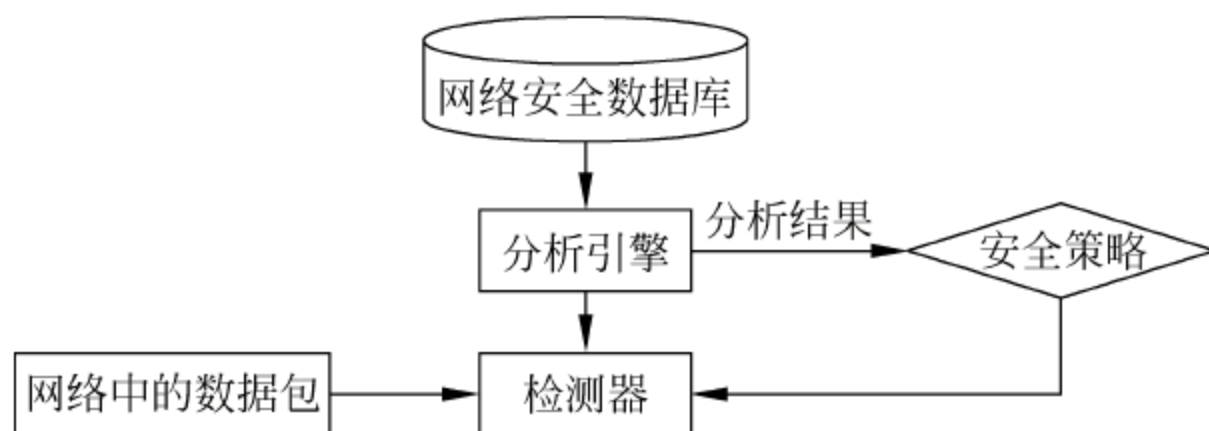 网络安全数据库
分析引擎
分析结果
安全策略
网络中的数据包
检测器